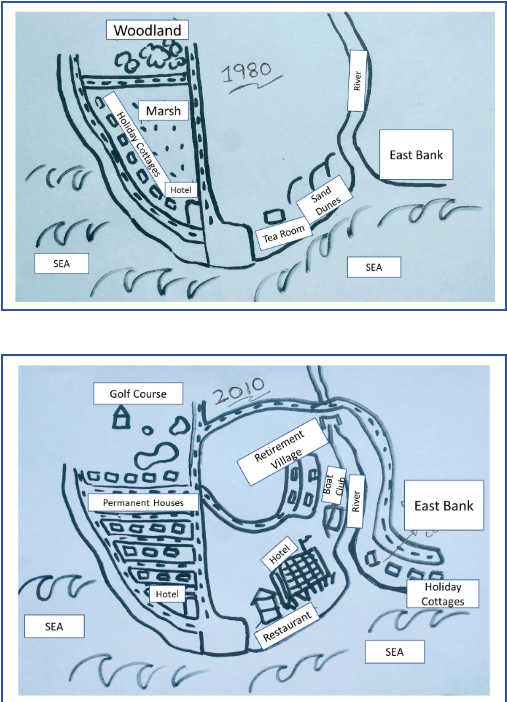 Woodland
1980
River
Marsh
Holiday Cottages
East Bank
Hotel
Sand
Dunes
Tea Room
SEA
SEA
Golf Course
2010
Retirement
Village
Boat
Club
River
Permanent Houses
East Bank
Hotel
Hotel
Holiday
Cottages
Restaurant
SEA
SEA